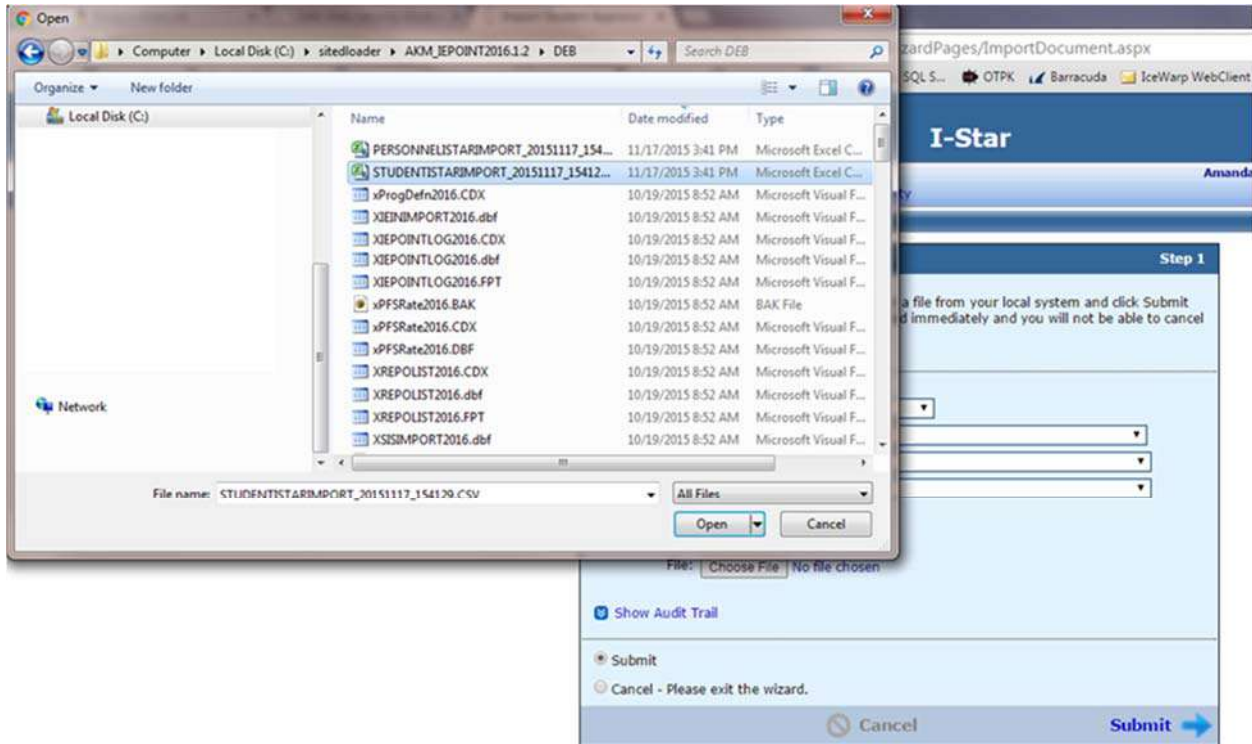 Open
Computer ▸ Local Disk (C:) ▸ sitedloader ▸ AKM_IEPOINT2016.1.2 ▸ DEB
Search DEB
Organize
New folder
Local Disk (C:)
Network
Name Date modified Type
PERSONNELISTARIMPORT_20151117_154... 11/17/2015 3:41 PM Microsoft Excel C...
STUDENTISTARIMPORT_20151117_15412... 11/17/2015 3:41 PM Microsoft Excel C...
xProgDefn2016.CDX 10/19/2015 8:52 AM Microsoft Visual F...
XIEINIMPORT2016.dbf 10/19/2015 8:52 AM Microsoft Visual F...
XIEPOINTLOG2016.CDX 10/19/2015 8:52 AM Microsoft Visual F...
XIEPOINTLOG2016.dbf 10/19/2015 8:52 AM Microsoft Visual F...
XIEPOINTLOG2016.FPT 10/19/2015 8:52 AM Microsoft Visual F...
xPFSRate2016.BAK 10/19/2015 8:52 AM BAK File
xPFSRate2016.CDX 10/19/2015 8:52 AM Microsoft Visual F...
xPFSRate2016.DBF 10/19/2015 8:52 AM Microsoft Visual F...
XREPOLIST2016.CDX 10/19/2015 8:52 AM Microsoft Visual F...
XREPOLIST2016.dbf 10/19/2015 8:52 AM Microsoft Visual F...
XREPOLIST2016.FPT 10/19/2015 8:52 AM Microsoft Visual F...
XSISIMPORT2016.dbf 10/19/2015 8:52 AM Microsoft Visual F...
File name: STUDENTISTARIMPORT_20151117_154129.CSV
All Files
Open Cancel
zardPages/ImportDocument.aspx
SQL S... OTPK Barracuda IceWarp WebClient
I-Star
Amanda
ty
Step 1
a file from your local system and click Submit
d immediately and you will not be able to cancel
File: Choose File No file chosen
Show Audit Trail
Submit
Cancel - Please exit the wizard.
Cancel Submit